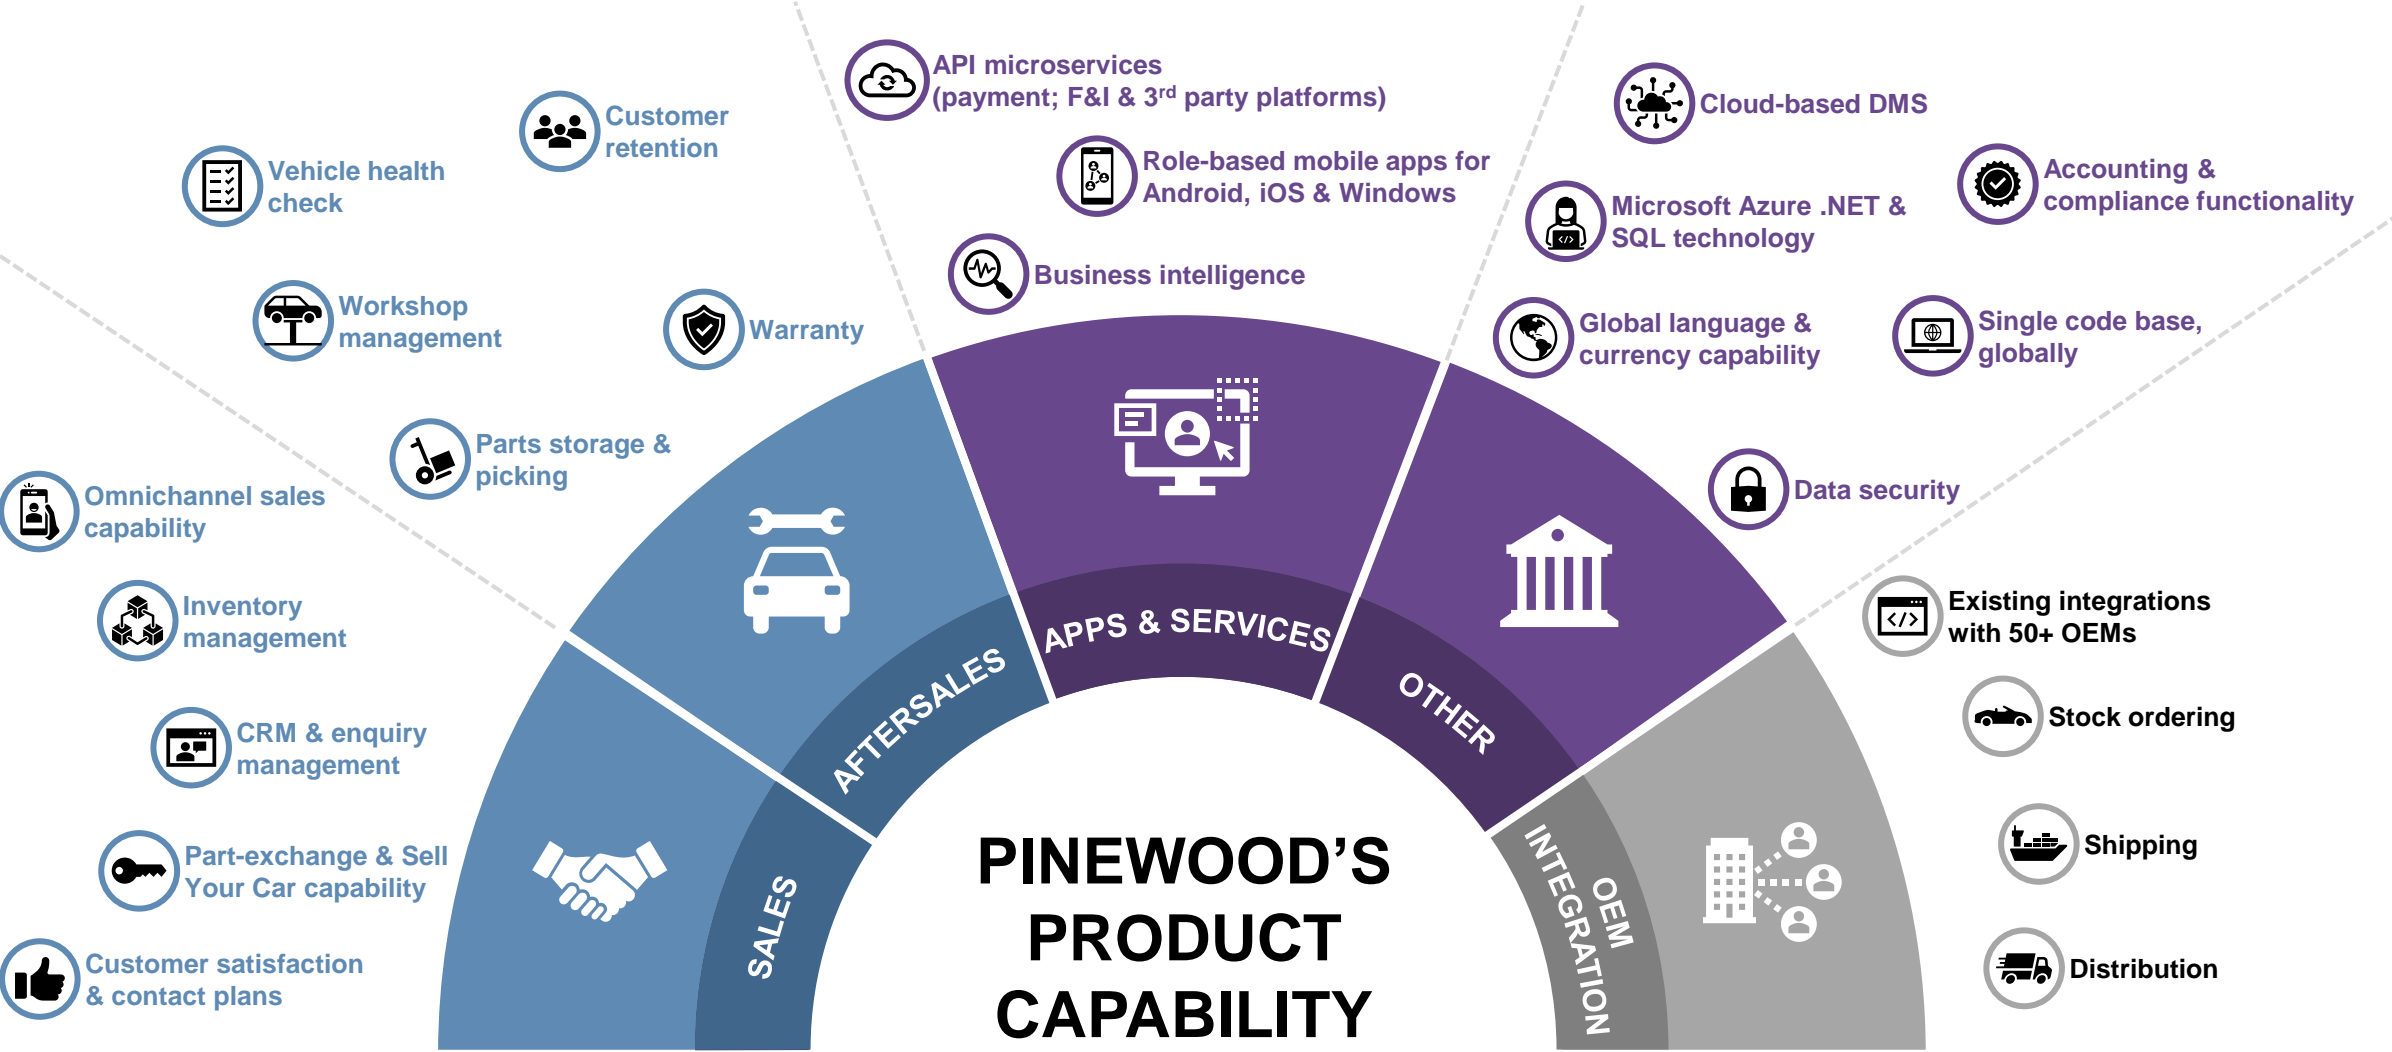 Omnichannel sales
capability
Inventory
management
CRM & enquiry
management
Part-exchange & Sell
Your Car capability
Customer satisfaction
& contact plans
SALES
Vehicle health
check
Customer
retention
Workshop
management
Warranty
Parts storage &
picking
AFTERSALES
API microservices
(payment; F&I & 3rd party platforms)
Role-based mobile apps for
Android, iOS & Windows
Business intelligence
APPS & SERVICES
Cloud-based DMS
Accounting &
compliance functionality
Microsoft Azure .NET &
SQL technology
Global language &
currency capability
Single code base,
globally
Data security
OTHER
Existing integrations
with 50+ OEMs
Stock ordering
Shipping
Distribution
OEM
INTEGRATION
PINEWOOD’S
PRODUCT
CAPABILITY